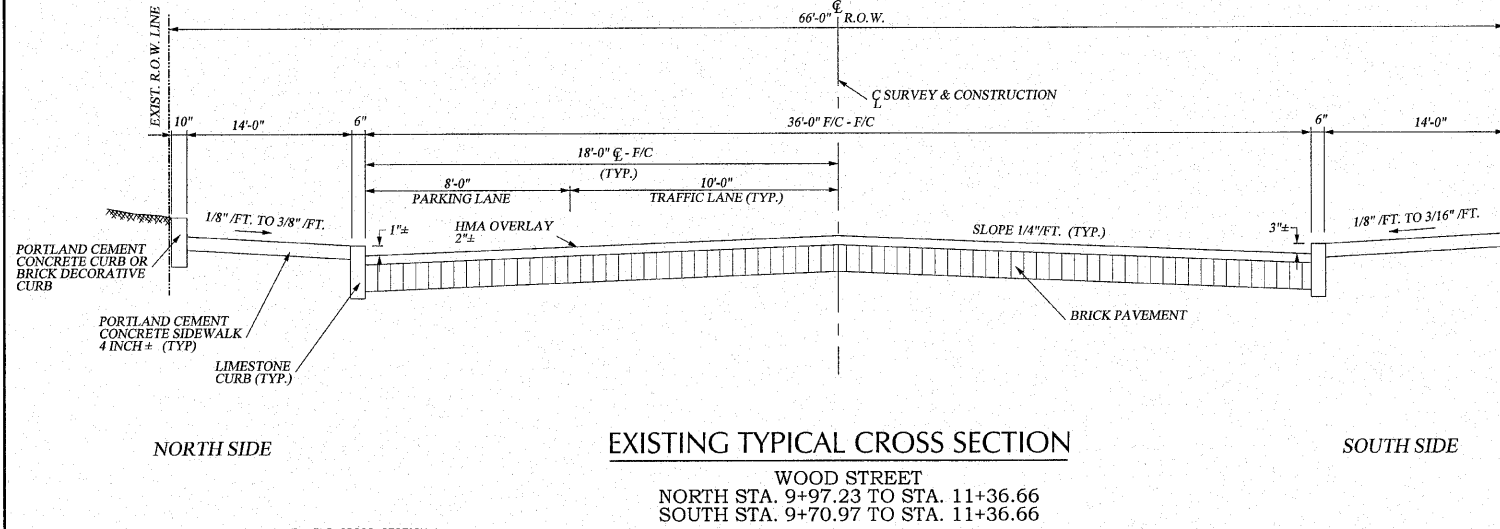 ℄
66'-0" R.O.W.
EXIST. R.O.W. LINE
℄ SURVEY & CONSTRUCTION
10"
14'-0"
6"
36'-0" F/C - F/C
6"
14'-0"
18'-0" ℄ - F/C
(TYP.)
8'-0"
PARKING LANE
10'-0"
TRAFFIC LANE (TYP.)
1/8" /FT. TO 3/8" /FT.
1"±
HMA OVERLAY
2"±
SLOPE 1/4"/FT. (TYP.)
3"±
1/8" /FT. TO 3/16" /FT.
PORTLAND CEMENT
CONCRETE CURB OR
BRICK DECORATIVE
CURB
BRICK PAVEMENT
PORTLAND CEMENT
CONCRETE SIDEWALK
4 INCH ± (TYP)
LIMESTONE
CURB (TYP.)
NORTH SIDE
EXISTING TYPICAL CROSS SECTION
SOUTH SIDE
WOOD STREET
NORTH STA. 9+97.23 TO STA. 11+36.66
SOUTH STA. 9+70.97 TO STA. 11+36.66